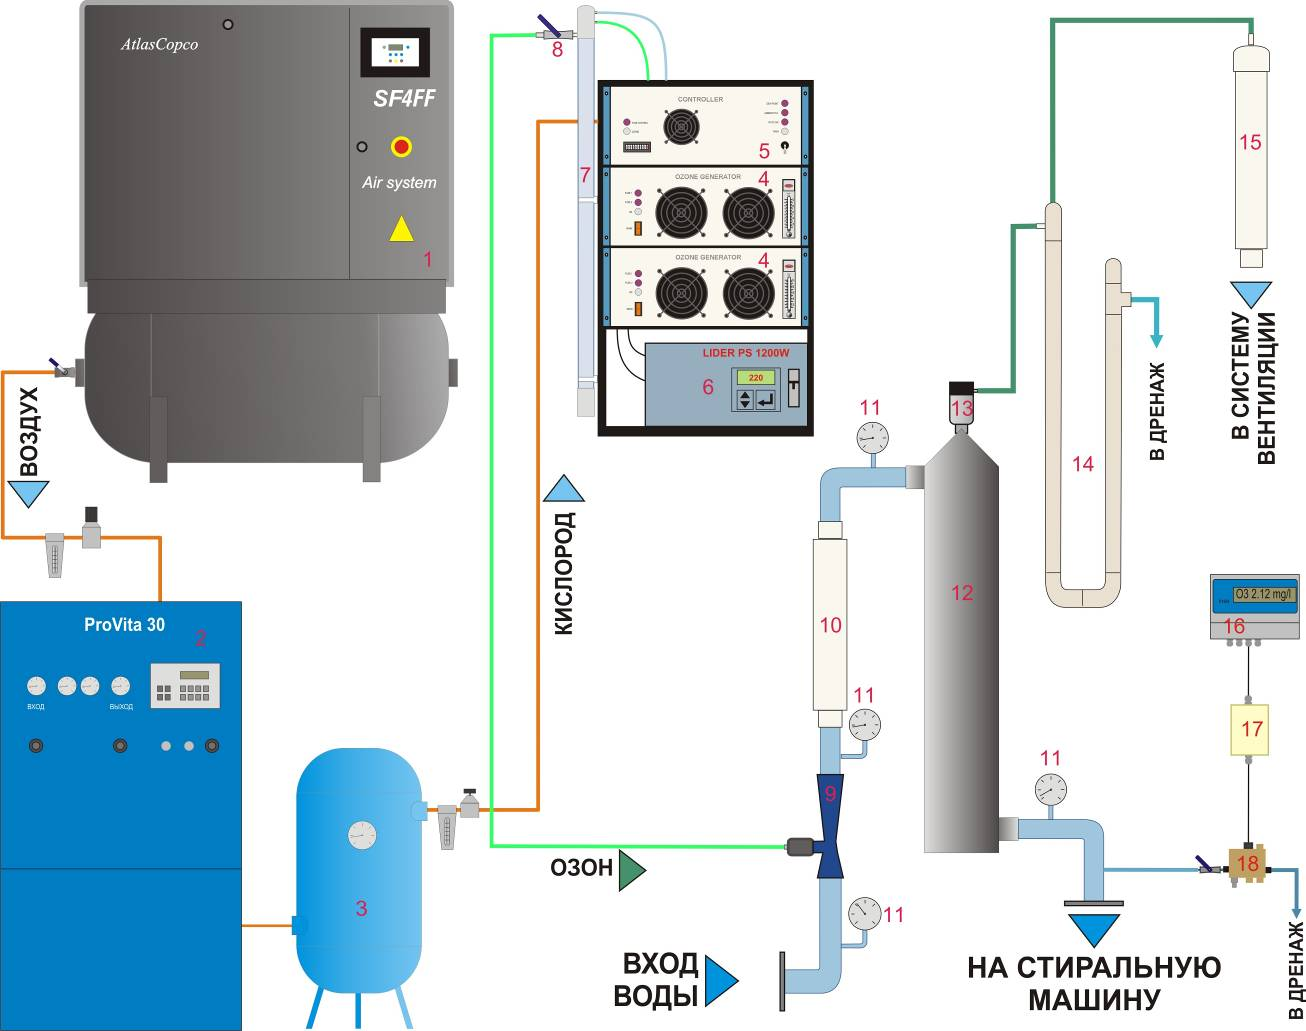 AtlasCopco
SF4FF
Air system
1
ВОЗДУХ
ProVita 30
2
ВХОД
ВЫХОД
3
КИСЛОРОД
ОЗОН
8
7
CONTROLLER
5
OZONE GENERATOR
4
OZONE GENERATOR
4
LIDER PS 1200W
220
6
11
10
11
9
11
ВХОД
ВОДЫ
13
12
14
15
В ДРЕНАЖ
В СИСТЕМУ
ВЕНТИЛЯЦИИ
O3 2.12 mg/l
16
17
18
11
НА СТИРАЛЬНУЮ
МАШИНУ
В ДРЕНАЖ